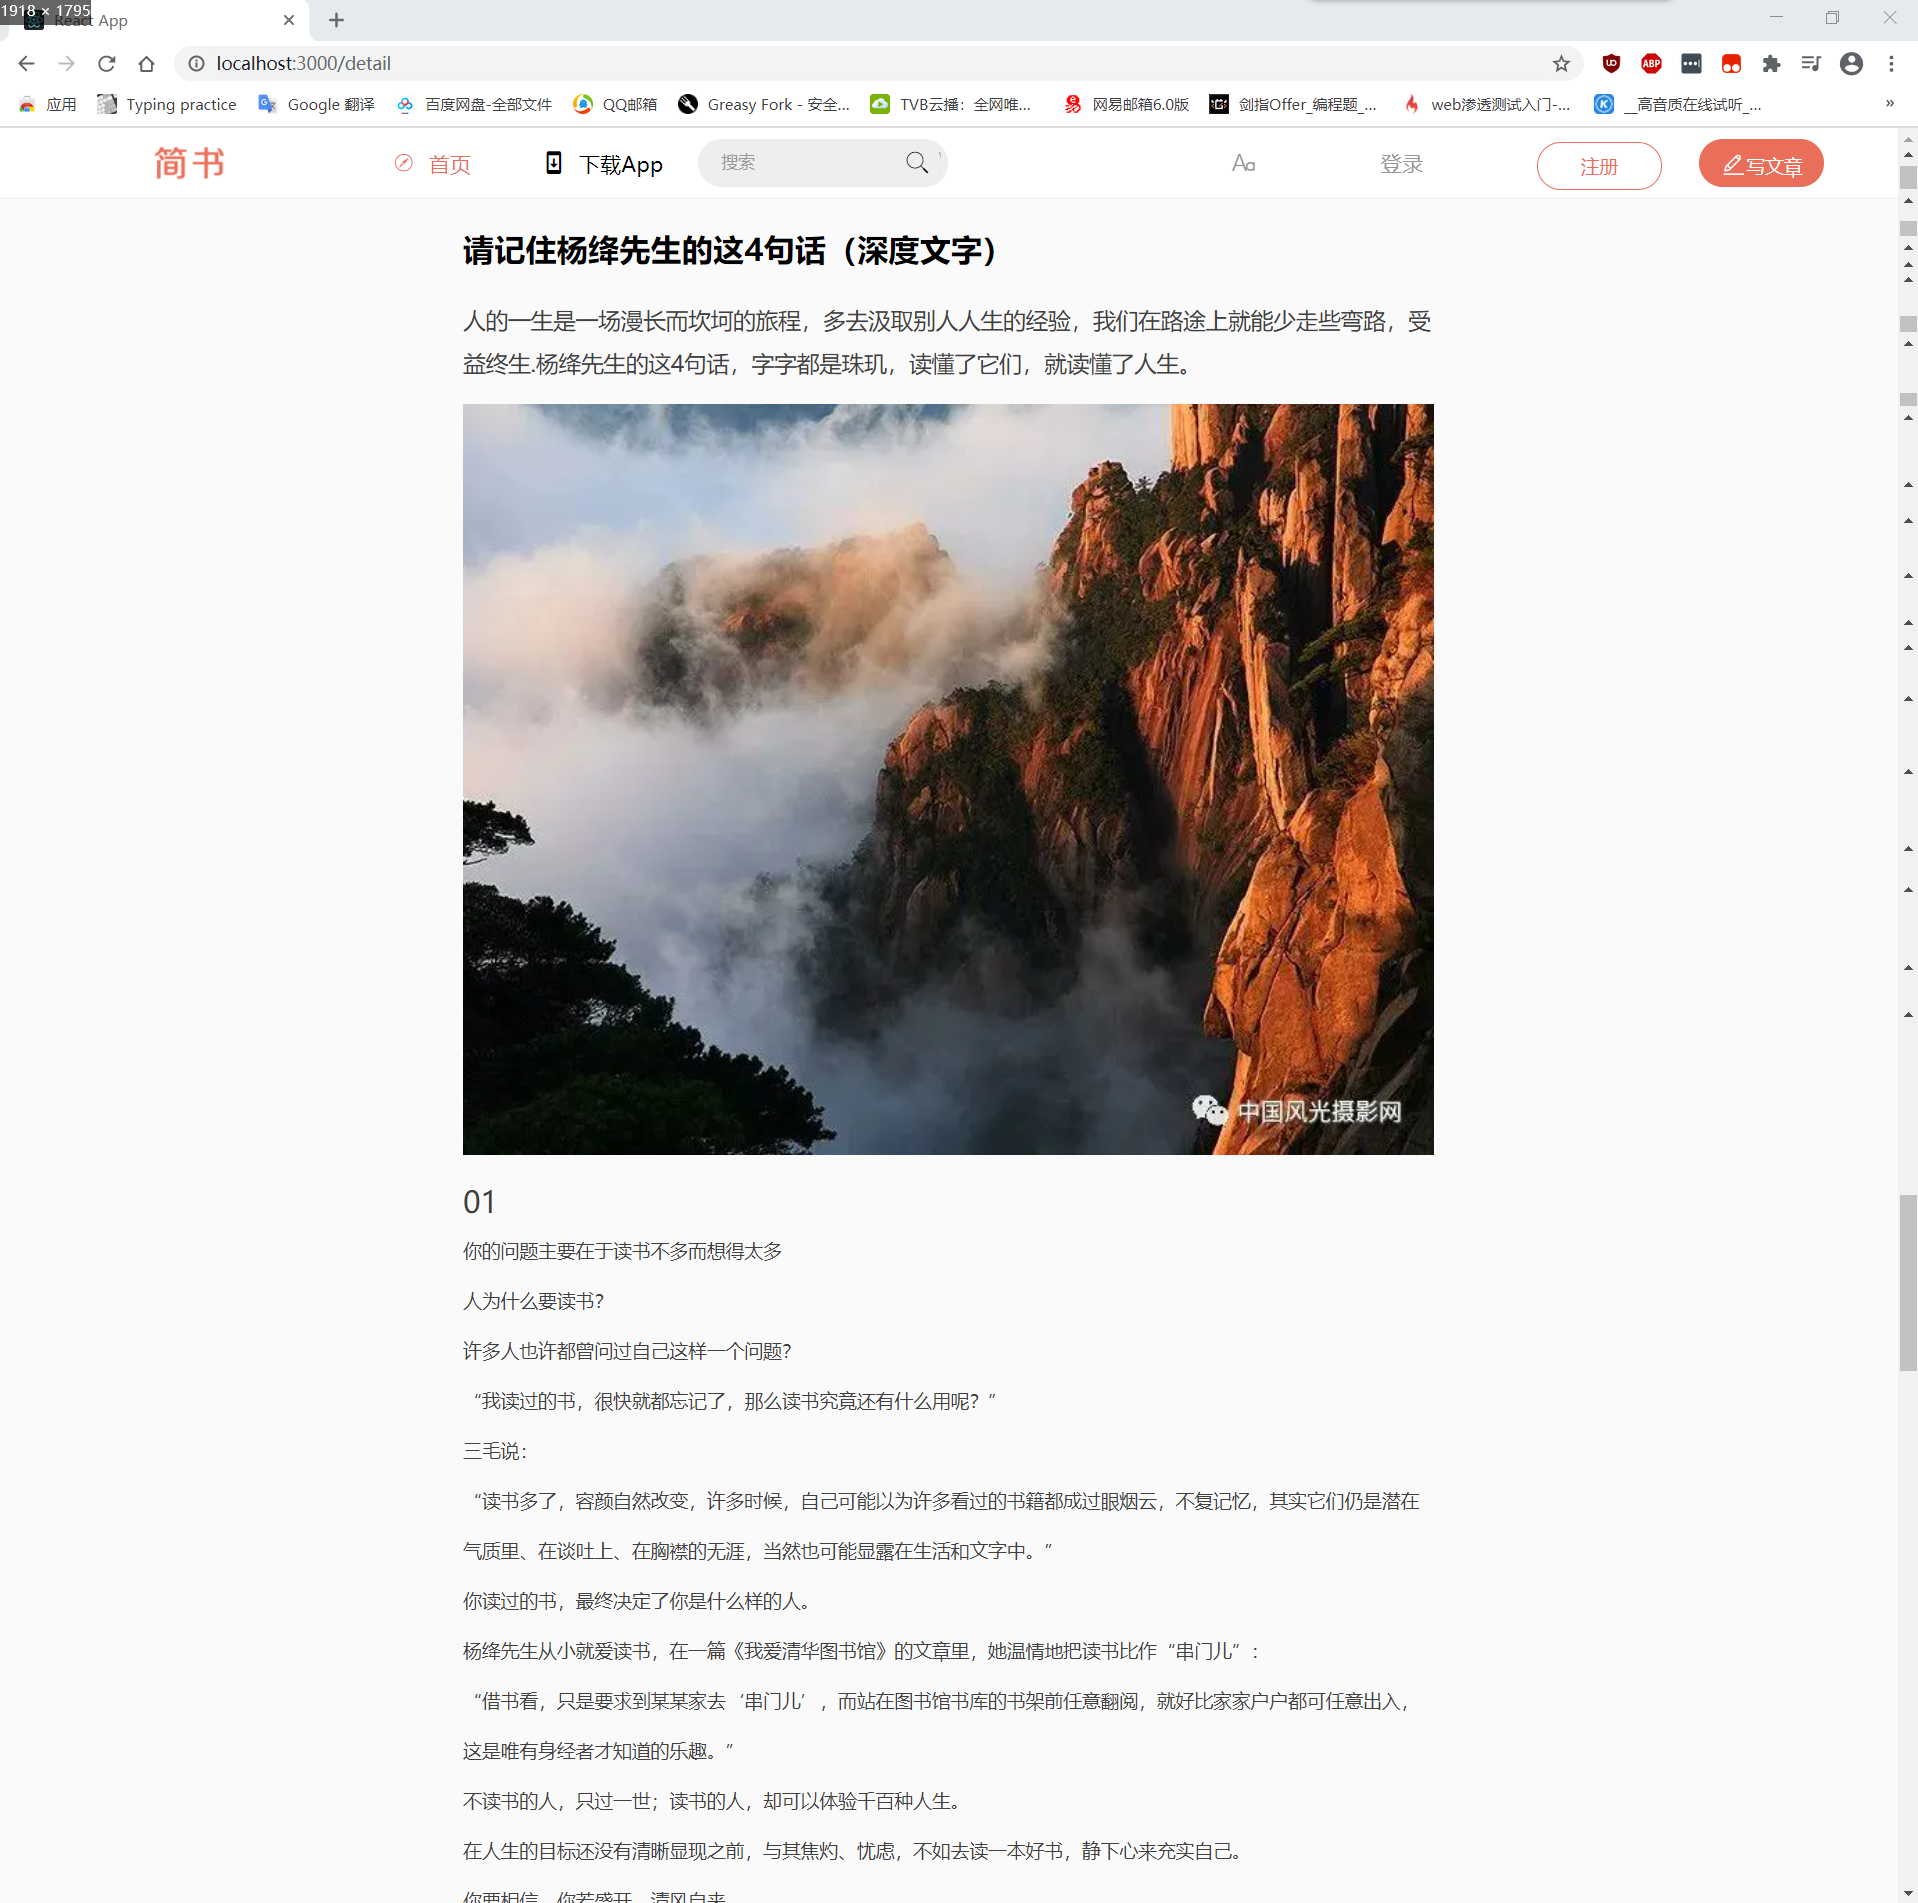 1918 × 1795
React App
localhost:3000/detail
应用 Typing practice Google 翻译 百度网盘-全部文件 QQ邮箱 Greasy Fork - 安全... TVB云播：全网唯... 网易邮箱6.0版 剑指Offer_编程题_... web渗透测试入门-... __高音质在线试听_... »
简书 首页 下载App 搜索 Aa 登录 注册 写文章
请记住杨绛先生的这4句话（深度文字）
人的一生是一场漫长而坎坷的旅程，多去汲取别人人生的经验，我们在路途上就能少走些弯路，受
益终生.杨绛先生的这4句话，字字都是珠玑，读懂了它们，就读懂了人生。
中国风光摄影网
01
你的问题主要在于读书不多而想得太多
人为什么要读书？
许多人也许都曾问过自己这样一个问题？
“我读过的书，很快就都忘记了，那么读书究竟还有什么用呢？”
三毛说：
“读书多了，容颜自然改变，许多时候，自己可能以为许多看过的书籍都成过眼烟云，不复记忆，其实它们仍是潜在
气质里、在谈吐上、在胸襟的无涯，当然也可能显露在生活和文字中。”
你读过的书，最终决定了你是什么样的人。
杨绛先生从小就爱读书，在一篇《我爱清华图书馆》的文章里，她温情地把读书比作“串门儿”：
“借书看，只是要求到某某家去‘串门儿’，而站在图书馆书库的书架前任意翻阅，就好比家家户户都可任意出入，
这是唯有身经者才知道的乐趣。”
不读书的人，只过一世；读书的人，却可以体验千百种人生。
在人生的目标还没有清晰显现之前，与其焦灼、忧虑，不如去读一本好书，静下心来充实自己。
你要相信，你若盛开，清风自来